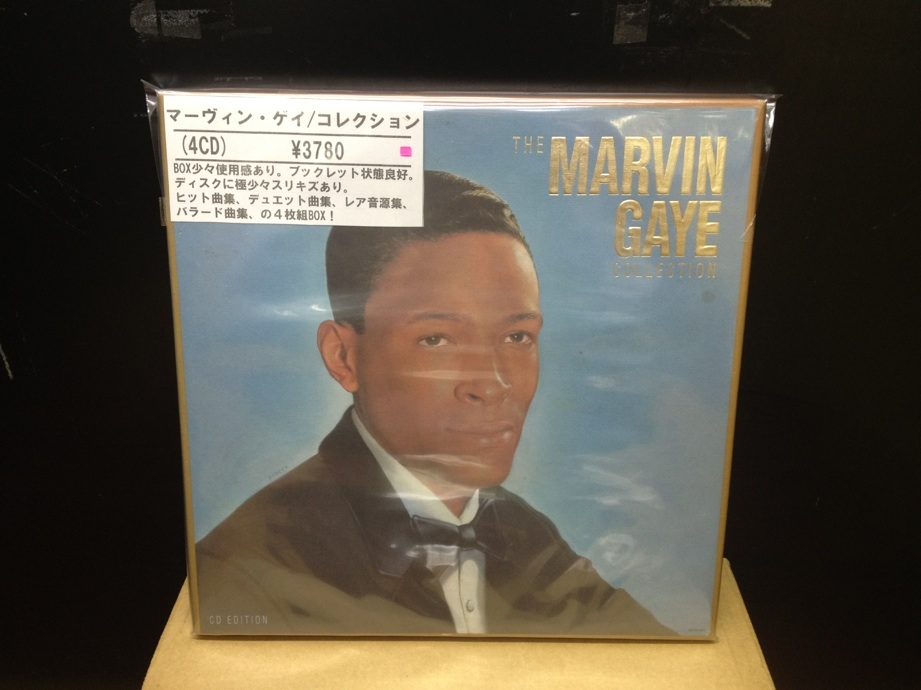 マーヴィン・ゲイ/コレクション
(4CD) ¥3780
BOX少々使用感あり。ブックレット状態良好。
ディスクに極少々スリキズあり。
ヒット曲集、デュエット曲集、レア音源集、
バラード曲集、の4枚組BOX!
THE MARVIN
GAYE
COLLECTION
CD EDITION